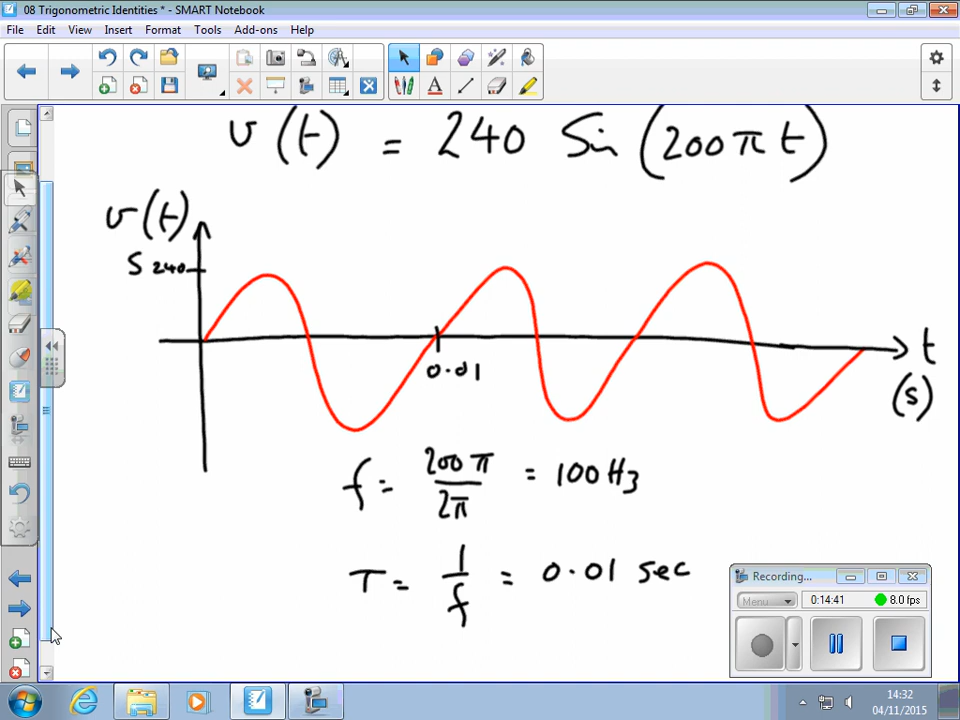 08 Trigonometric Identities * - SMART Notebook
File Edit View Insert Format Tools Add-ons Help
v(t) = 240 Sin(200πt)
v(t)
240
0.01
t
(s)
f = 200π / 2π = 100 Hz
T = 1 / f = 0.01 sec
Recording...
Menu
0:14:41
8.0 fps
14:32
04/11/2015